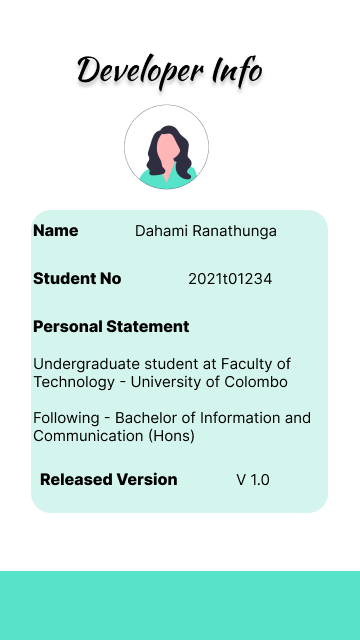 Developer Info
Name Dahami Ranathunga
Student No 2021t01234
Personal Statement
Undergraduate student at Faculty of
Technology - University of Colombo
Following - Bachelor of Information and
Communication (Hons)
Released Version V 1.0